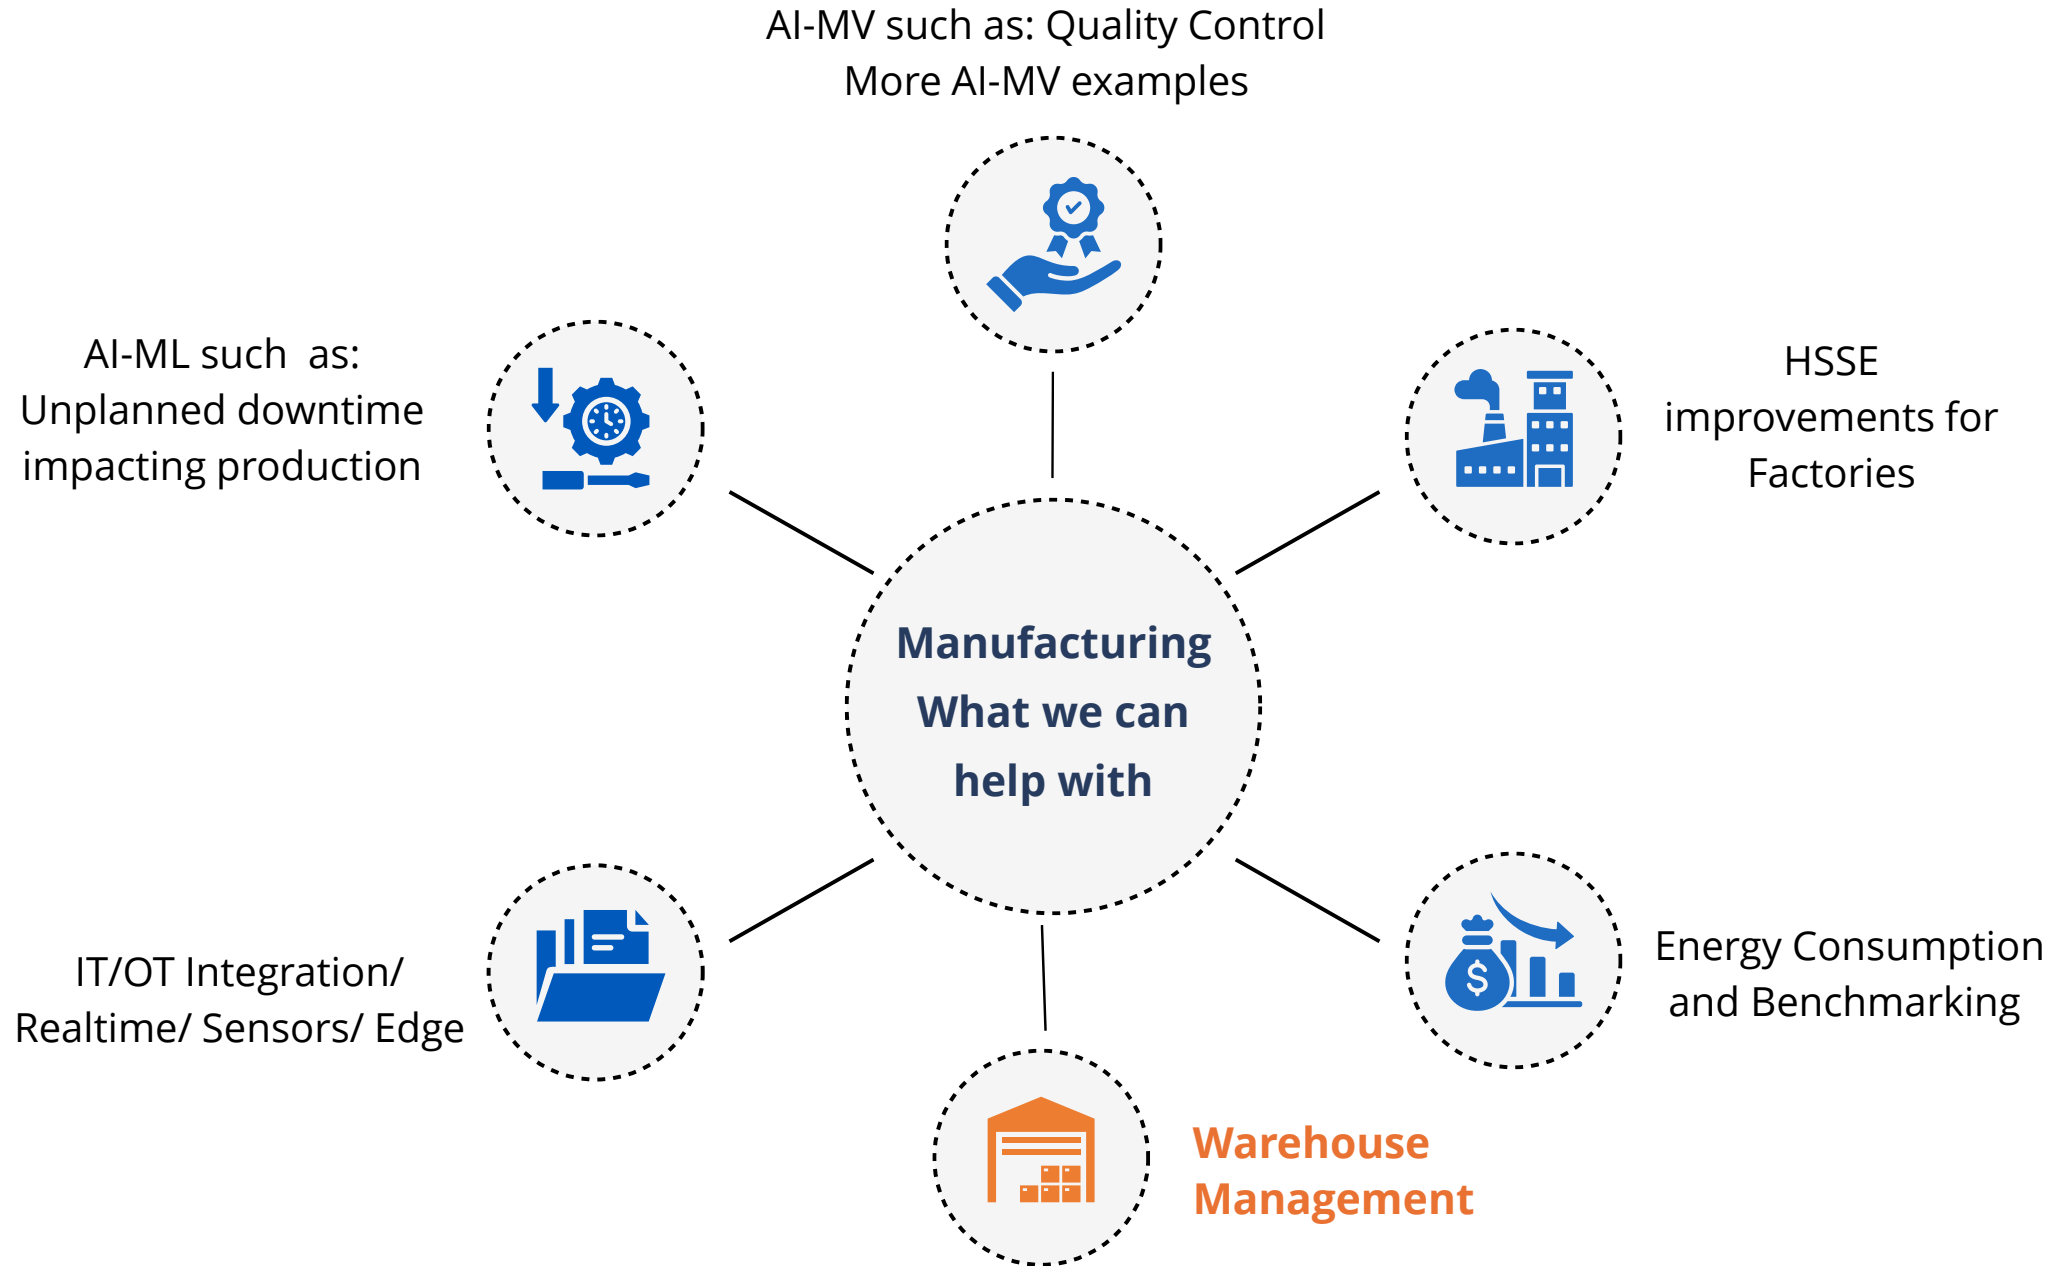 AI-MV such as: Quality Control
More AI-MV examples
AI-ML such  as:
Unplanned downtime
impacting production
HSSE
improvements for
Factories
Manufacturing
What we can
help with
IT/OT Integration/
Realtime/ Sensors/ Edge
Energy Consumption
and Benchmarking
Warehouse
Management
$